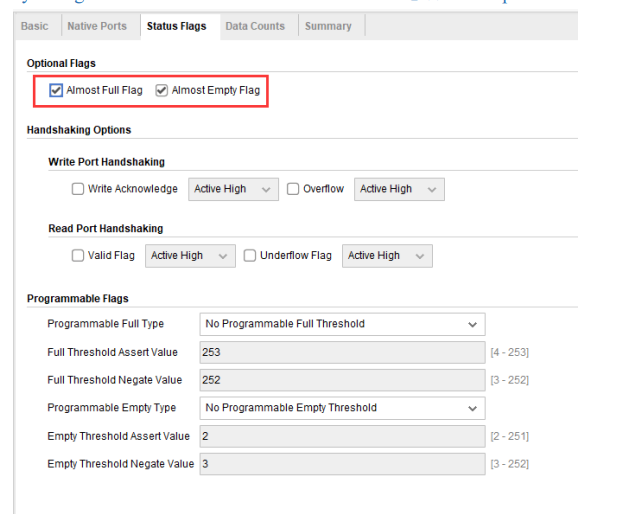 Basic Native Ports Status Flags Data Counts Summary
Optional Flags
Almost Full Flag Almost Empty Flag
Handshaking Options
Write Port Handshaking
Write Acknowledge Active High Overflow Active High
Read Port Handshaking
Valid Flag Active High Underflow Flag Active High
Programmable Flags
Programmable Full Type No Programmable Full Threshold
Full Threshold Assert Value 253 [4 - 253]
Full Threshold Negate Value 252 [3 - 252]
Programmable Empty Type No Programmable Empty Threshold
Empty Threshold Assert Value 2 [2 - 251]
Empty Threshold Negate Value 3 [3 - 252]